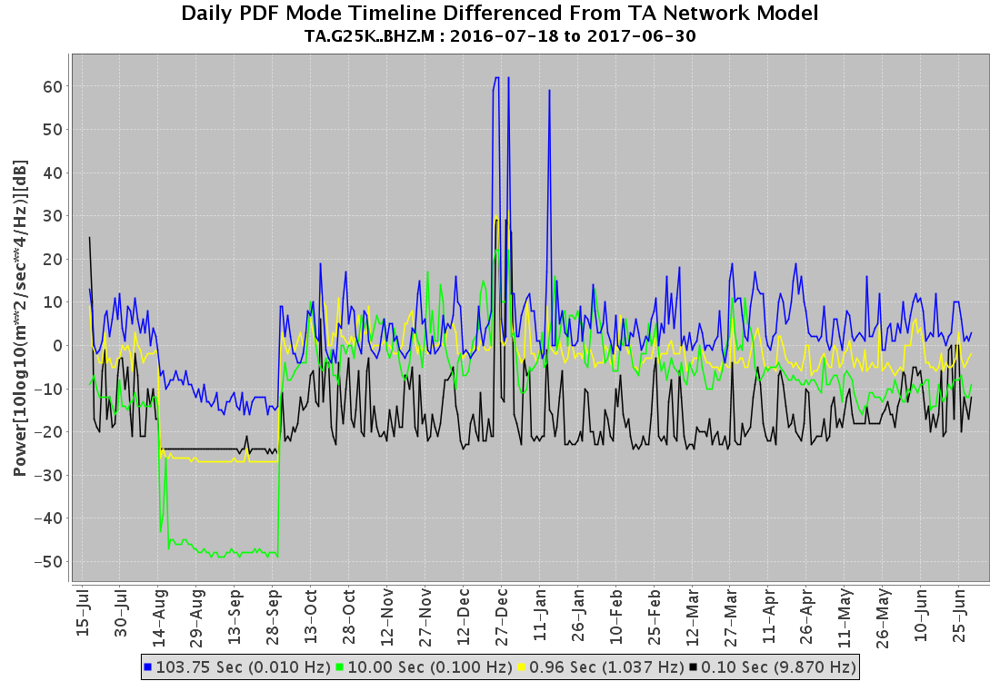 Daily PDF Mode Timeline Differenced From TA Network Model
TA.G25K..BHZ.M : 2016-07-18 to 2017-06-30
Power[10log10(m**2/sec**4/Hz)][dB]
60
50
40
30
20
10
0
-10
-20
-30
-40
-50
15-Jul
30-Jul
14-Aug
29-Aug
13-Sep
28-Sep
13-Oct
28-Oct
12-Nov
27-Nov
12-Dec
27-Dec
11-Jan
26-Jan
10-Feb
25-Feb
12-Mar
27-Mar
11-Apr
26-Apr
11-May
26-May
10-Jun
25-Jun
103.75 Sec (0.010 Hz) 10.00 Sec (0.100 Hz) 0.96 Sec (1.037 Hz) 0.10 Sec (9.870 Hz)